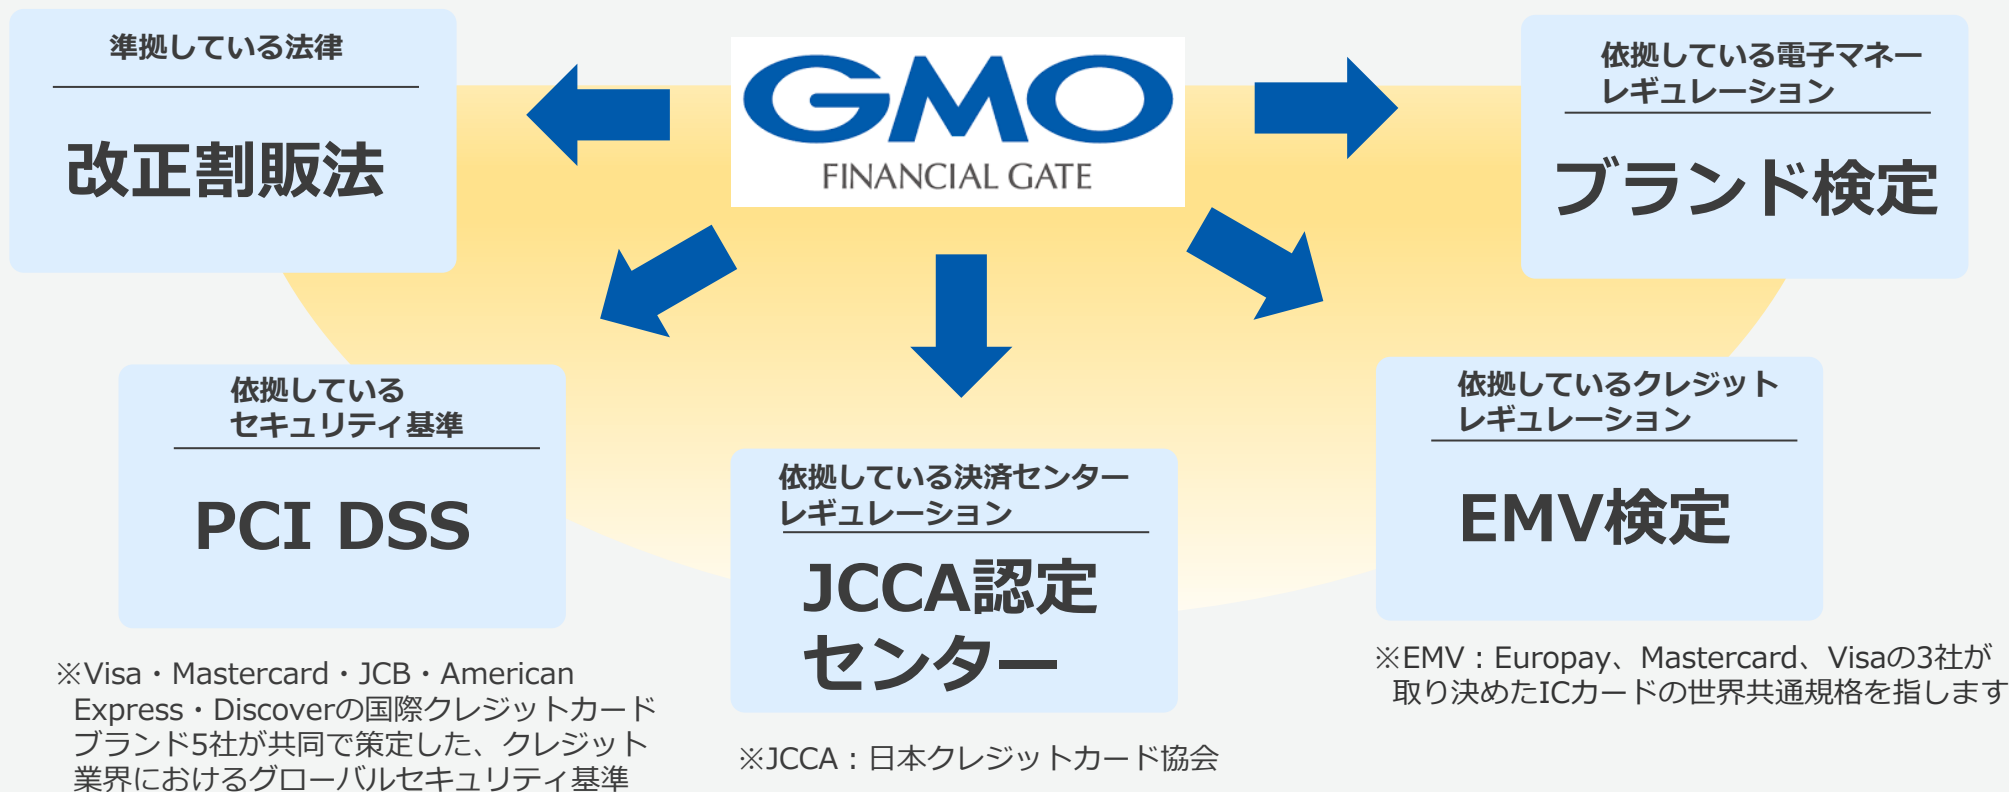 準拠している法律
改正割販法
GMO
FINANCIAL GATE
依拠している電子マネー
レギュレーション
ブランド検定
依拠している
セキュリティ基準
PCI DSS
※Visa・Mastercard・JCB・American
Express・Discoverの国際クレジットカード
ブランド5社が共同で策定した、クレジット
業界におけるグローバルセキュリティ基準
依拠している決済センター
レギュレーション
JCCA認定
センター
※JCCA：日本クレジットカード協会
依拠しているクレジット
レギュレーション
EMV検定
※EMV：Europay、Mastercard、Visaの3社が
取り決めたICカードの世界共通規格を指します